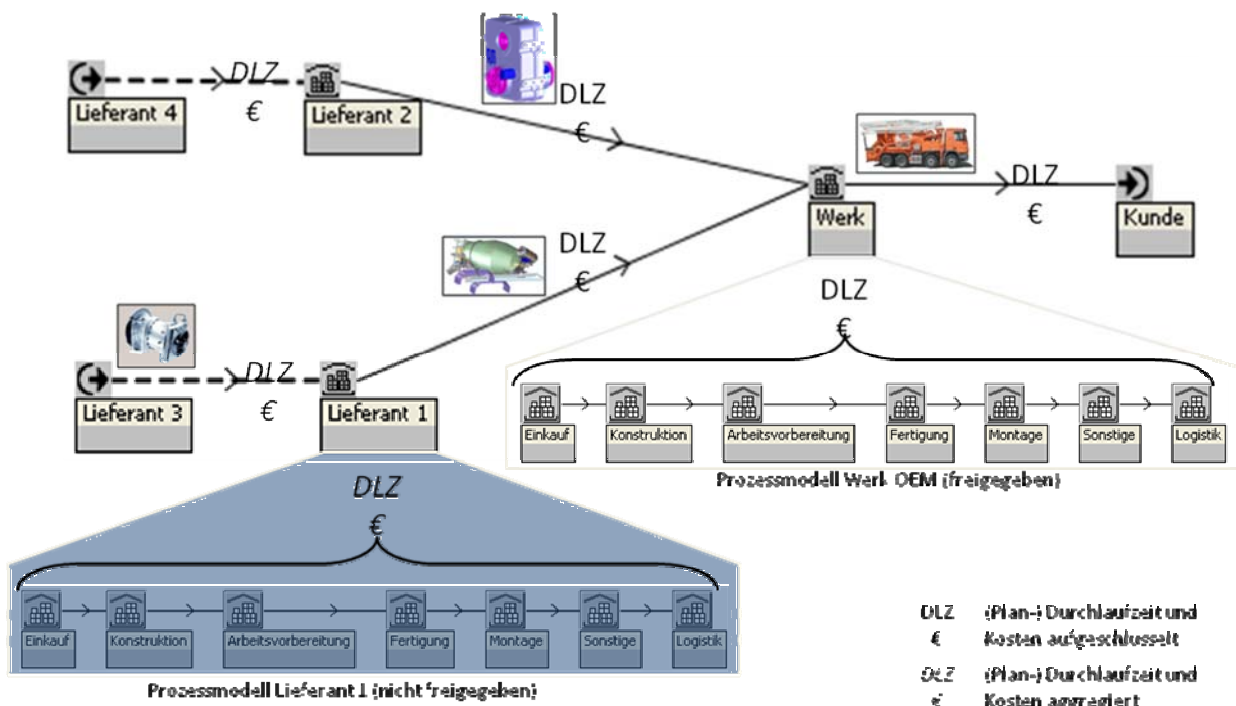 DLZ
€
Lieferant 4
Lieferant 2
DLZ
€
DLZ
€
Werk
Kunde
DLZ
€
DLZ
€
Lieferant 3
Lieferant 1
DLZ
€
Einkauf
Konstruktion
Arbeitsvorbereitung
Fertigung
Montage
Sonstige
Logistik
Prozessmodell Werk OEM (freigegeben)
DLZ
€
Einkauf
Konstruktion
Arbeitsvorbereitung
Fertigung
Montage
Sonstige
Logistik
Prozessmodell Lieferant 1 (nicht freigegeben)
DLZ (Plan-) Durchlaufzeit und
€ Kosten aufgeschlusselt
DLZ (Plan-) Durchlaufzeit und
€ Kosten aggregiert